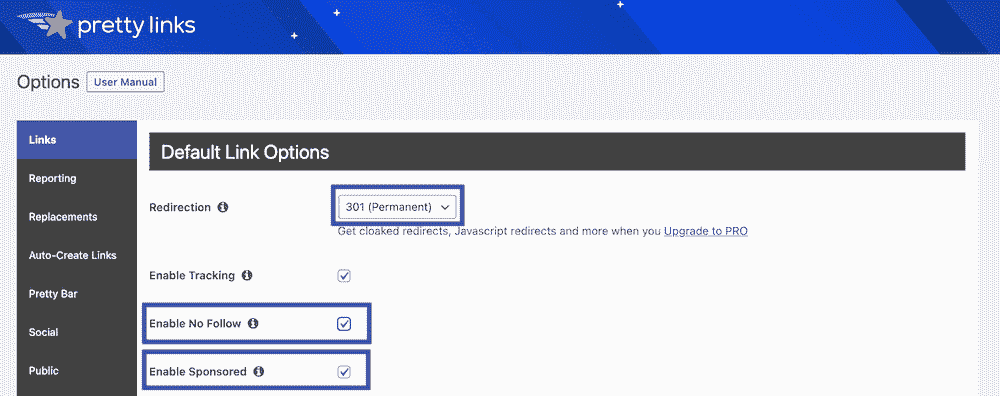 pretty links
Options User Manual
Links
Default Link Options
Reporting
Redirection 301 (Permanent)
Replacements
Get cloaked redirects, Javascript redirects and more when you Upgrade to PRO
Auto-Create Links
Enable Tracking
Pretty Bar
Enable No Follow
Social
Public
Enable Sponsored